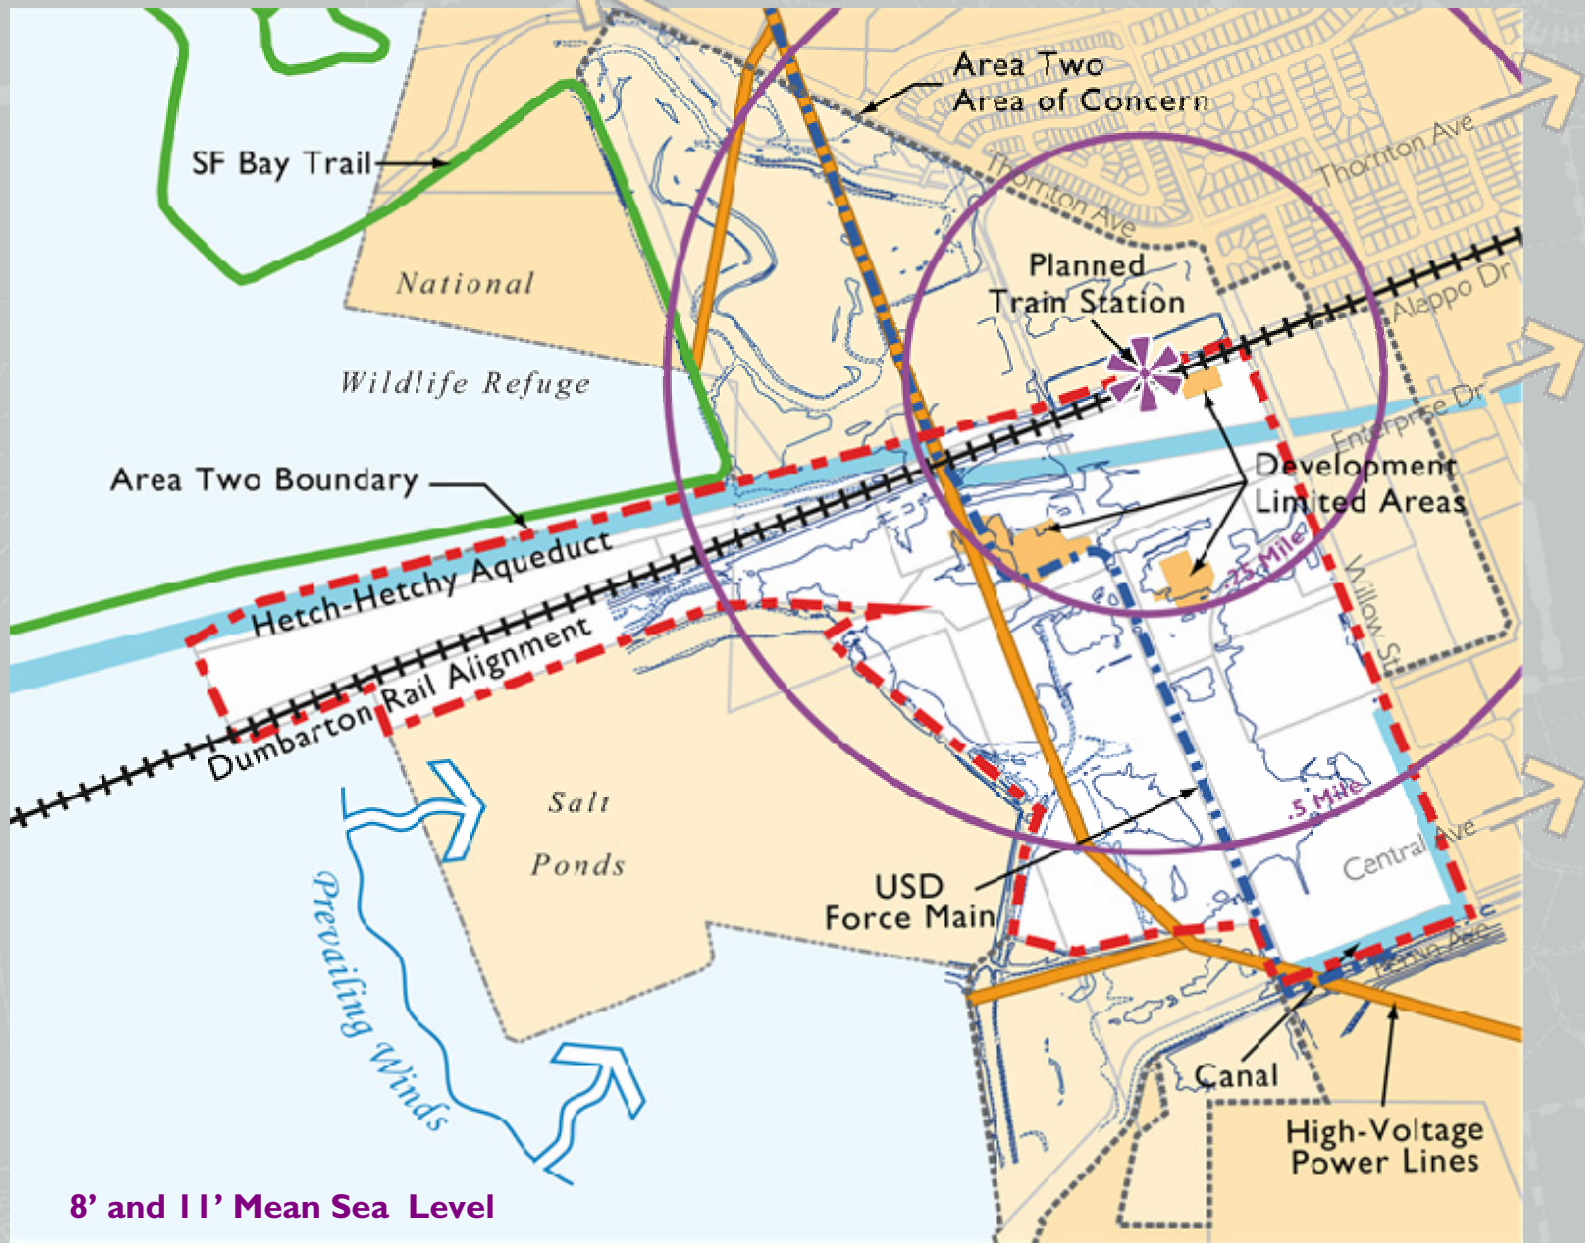 Area Two
Area of Concern
SF Bay Trail
Thornton Ave
Thornton Ave
National
Planned
Train Station
Aleppo Dr
Wildlife Refuge
Enterprise Dr
Area Two Boundary
Development
Limited Areas
Hetch-Hetchy Aqueduct
.25 Mile
Willow St
Dumbarton Rail Alignment
Salt
Ponds
.5 Mile
Central Ave
USD
Force Main
Prevailing Winds
Canal
High-Voltage
Power Lines
8’ and 11’ Mean Sea Level